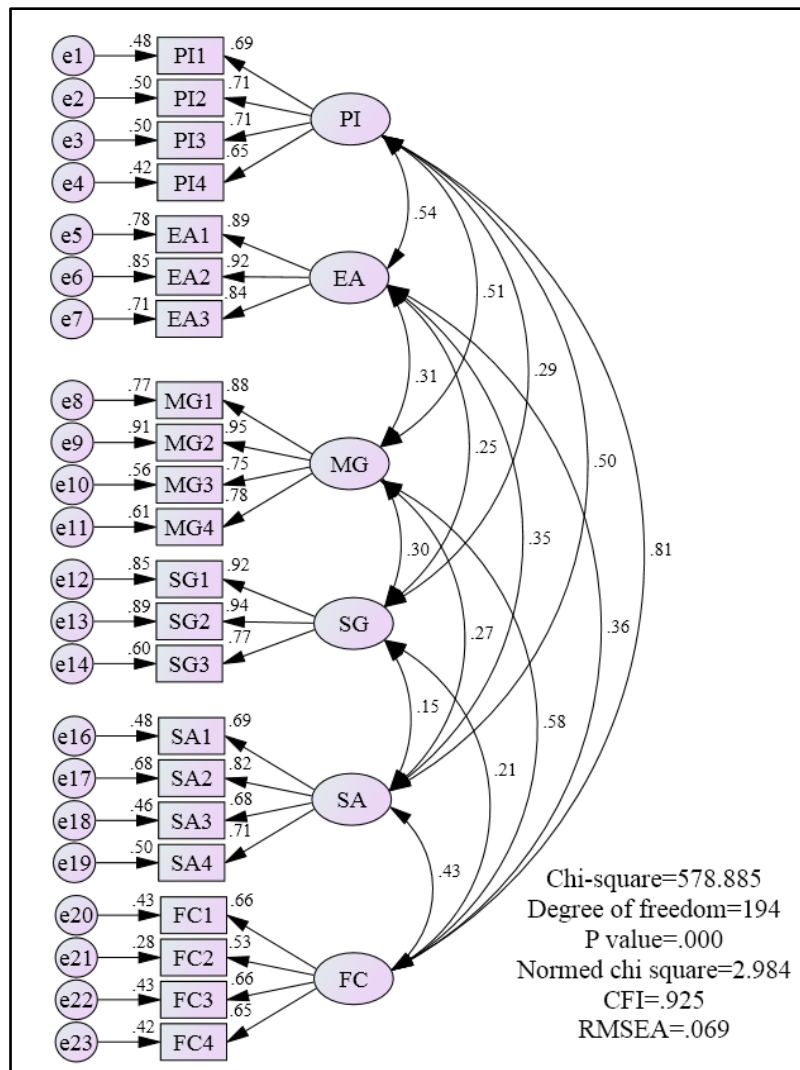 .48 .69
e1 PI1
.50 .71
e2 PI2
PI
.50 .71
e3 PI3
.42 .65
e4 PI4
.54
.78 .89
e5 EA1
.85 .92
e6 EA2
EA
.71 .84
e7 EA3
.51
.31
.29
.77 .88
e8 MG1
.91 .95
e9 MG2
MG
.56 .75
e10 MG3
.61 .78
e11 MG4
.25
.50
.35
.30
.81
.85 .92
e12 SG1
.89 .94
e13 SG2
SG
.60 .77
e14 SG3
.27
.36
.15
.58
.21
.48 .69
e16 SA1
.68 .82
e17 SA2
SA
.46 .68
e18 SA3
.50 .71
e19 SA4
.43
.43 .66
e20 FC1
.28 .53
e21 FC2
FC
.43 .66
e22 FC3
.42 .65
e23 FC4
Chi-square=578.885
Degree of freedom=194
P value=.000
Normed chi square=2.984
CFI=.925
RMSEA=.069